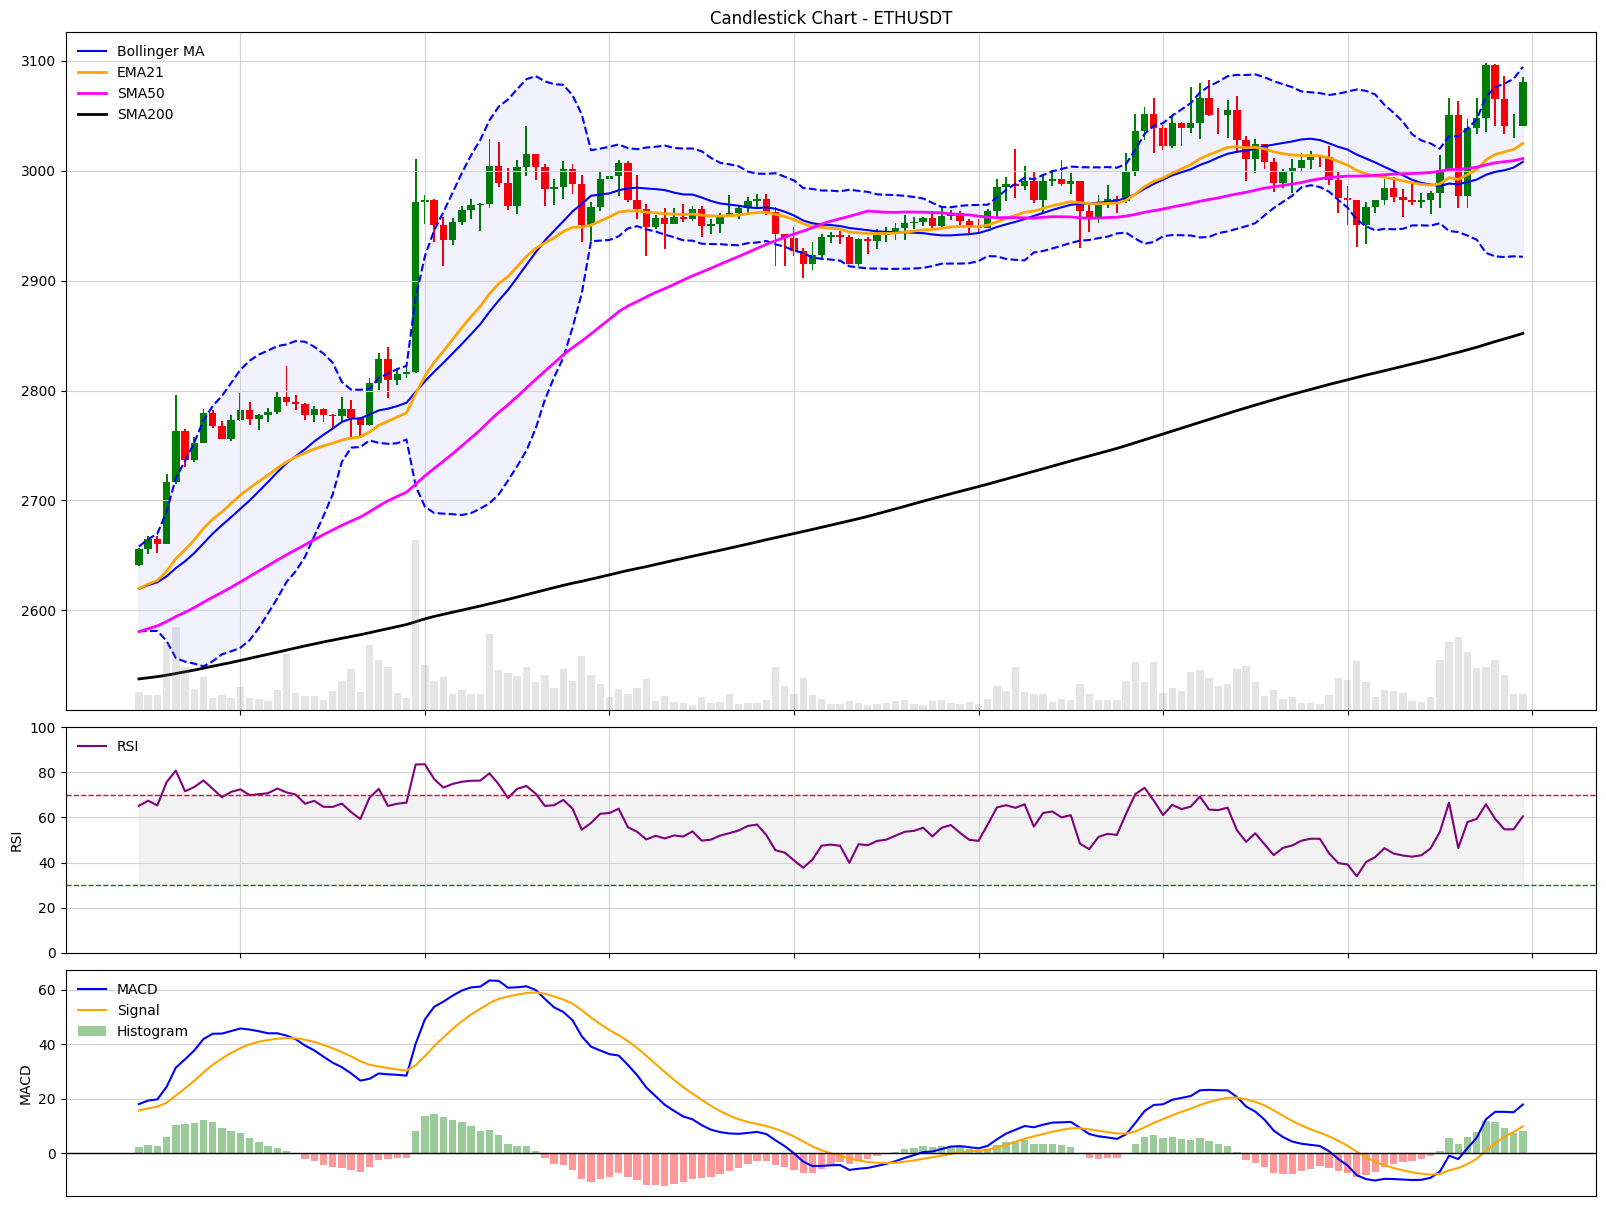 Candlestick Chart - ETHUSDT
Bollinger MA
EMA21
SMA50
SMA200
3100
3000
2900
2800
2700
2600
RSI
100
80
60
40
20
0
RSI
MACD
Signal
Histogram
60
40
20
0
MACD